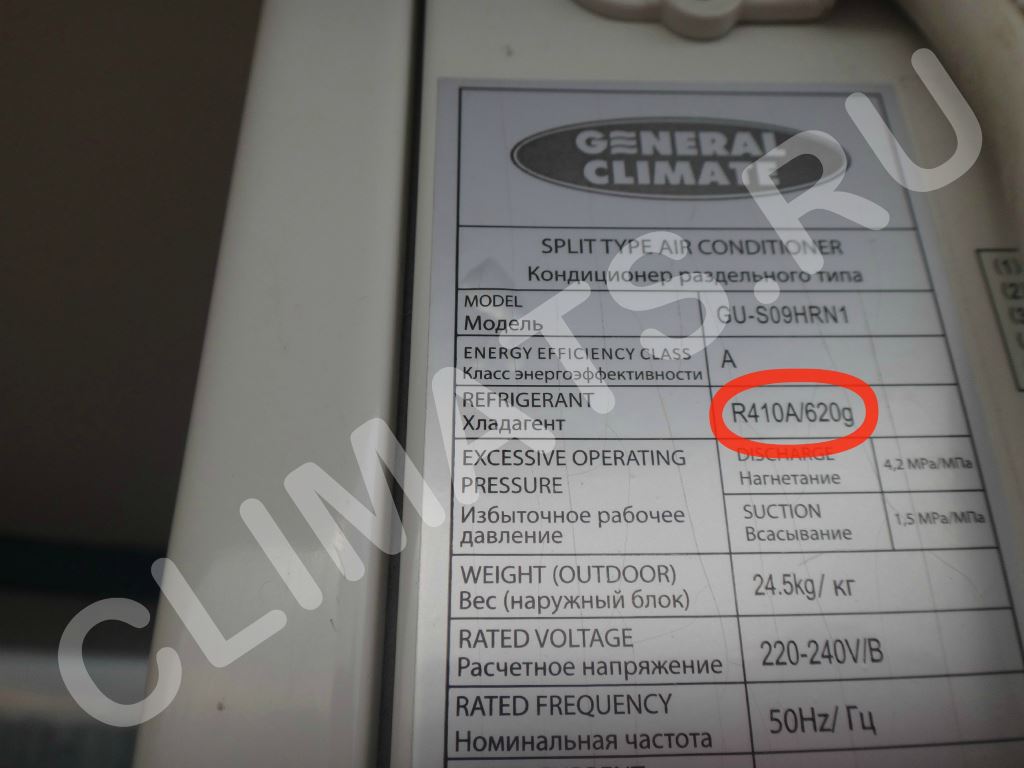 GENERAL
CLIMATE
SPLIT TYPE AIR CONDITIONER
Кондиционер раздельного типа
MODEL
Модель
GU-S09HRN1
ENERGY EFFICIENCY CLASS
Класс энергоэффективности
A
REFRIGERANT
Хладагент
R410A/620g
EXCESSIVE OPERATING
PRESSURE
Избыточное рабочее
давление
DISCHARGE
Нагнетание
4,2 MPa/МПа
SUCTION
Всасывание
1,5 MPa/МПа
WEIGHT (OUTDOOR)
Вес (наружный блок)
24.5kg/ кг
RATED VOLTAGE
Расчетное напряжение
220-240V/В
RATED FREQUENCY
Номинальная частота
50Hz/ Гц
(1)
(2)
CLIMATS.RU